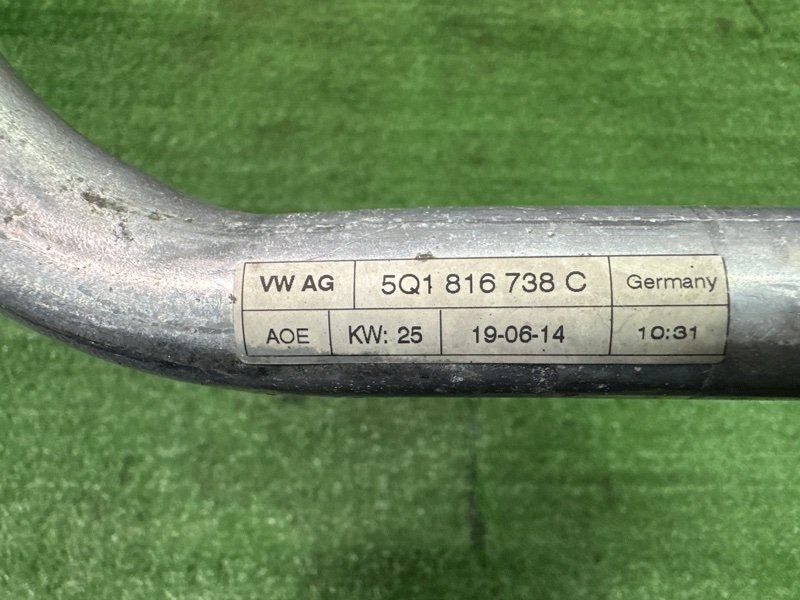 VW AG 5Q1 816 738 C Germany
AOE KW: 25 19-06-14 10:31